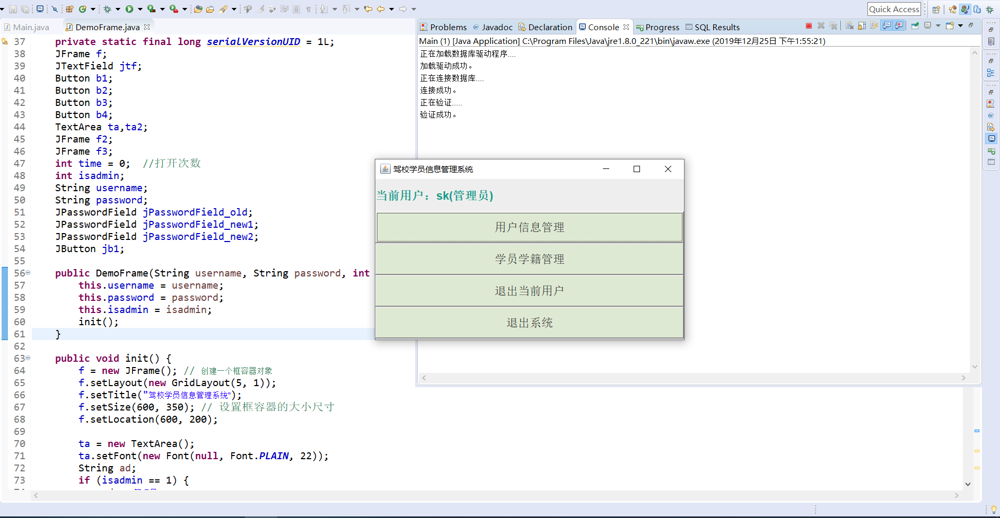 Quick Access
Main.java
DemoFrame.java
37 private static final long serialVersionUID = 1L;
38 JFrame f;
39 JTextField jtf;
40 Button b1;
41 Button b2;
42 Button b3;
43 Button b4;
44 TextArea ta,ta2;
45 JFrame f2;
46 JFrame f3;
47 int time = 0; //打开次数
48 int isadmin;
49 String username;
50 String password;
51 JPasswordField jPasswordField_old;
52 JPasswordField jPasswordField_new1;
53 JPasswordField jPasswordField_new2;
54 JButton jb1;
55
56 public DemoFrame(String username, String password, int
57 this.username = username;
58 this.password = password;
59 this.isadmin = isadmin;
60 init();
61 }
62
63 public void init() {
64 f = new JFrame(); // 创建一个框容器对象
65 f.setLayout(new GridLayout(5, 1));
66 f.setTitle("驾校学员信息管理系统");
67 f.setSize(600, 350); // 设置框容器的大小尺寸
68 f.setLocation(600, 200);
69
70 ta = new TextArea();
71 ta.setFont(new Font(null, Font.PLAIN, 22));
72 String ad;
73 if (isadmin == 1) {
Problems
Javadoc
Declaration
Console
Progress
SQL Results
Main (1) [Java Application] C:\Program Files\Java\jre1.8.0_221\bin\javaw.exe (2019年12月25日 下午1:55:21)
正在加载数据库驱动程序....
加载驱动成功。
正在连接数据库....
连接成功。
正在验证.....
验证成功。
驾校学员信息管理系统
当前用户：sk(管理员)
用户信息管理
学员学籍管理
退出当前用户
退出系统